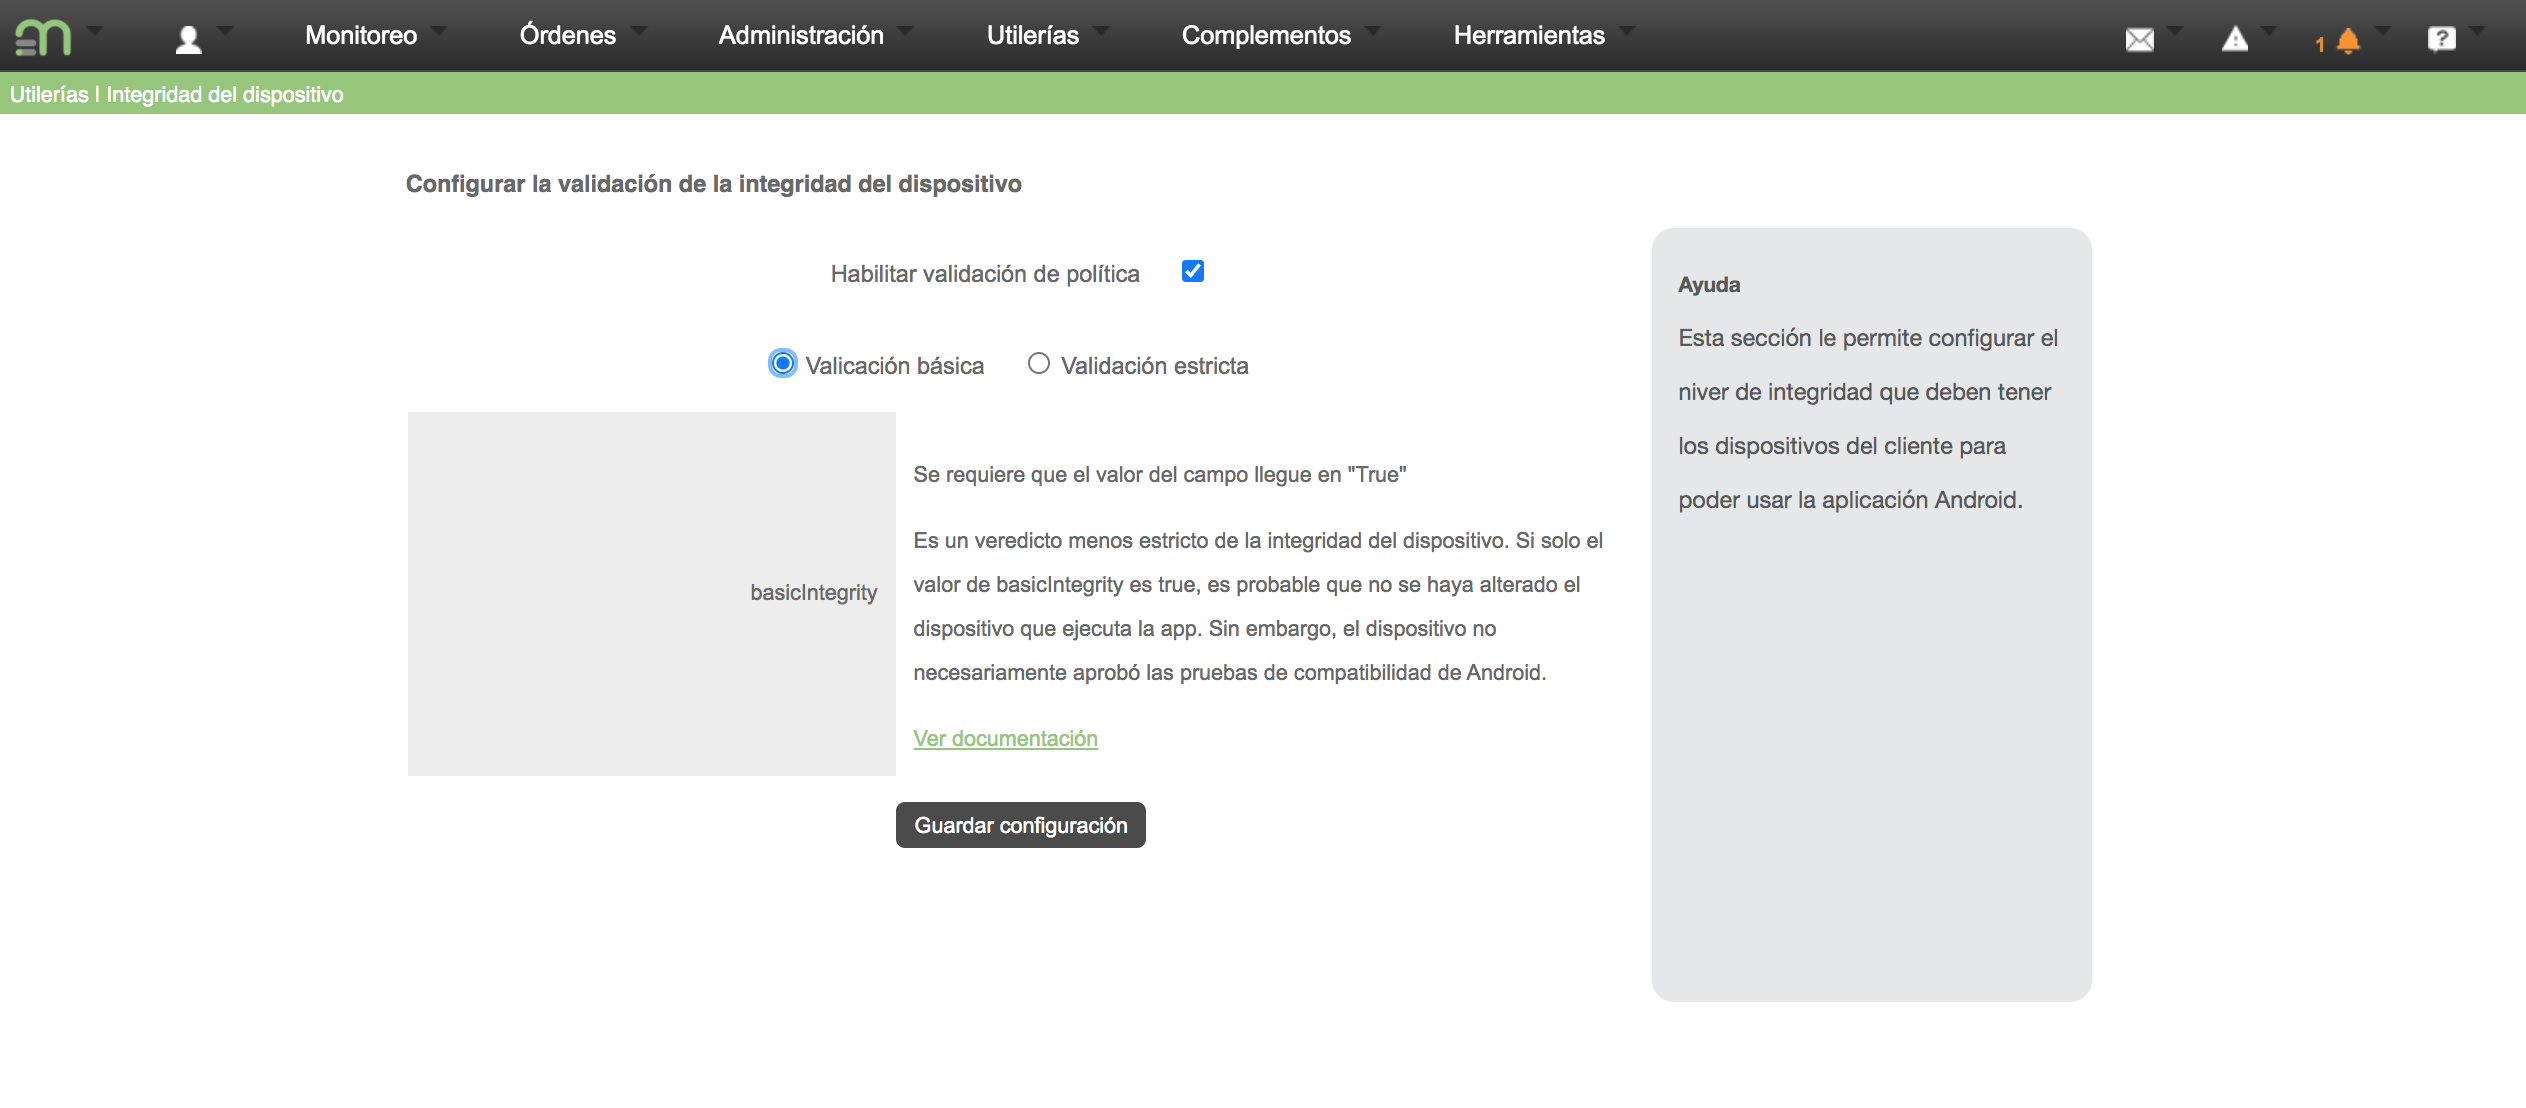 Monitoreo Órdenes Administración Utilerías Complementos Herramientas 1 ?
Utilerías | Integridad del dispositivo
Configurar la validación de la integridad del dispositivo
Habilitar validación de política
Valicación básica Validación estricta
basicIntegrity
Se requiere que el valor del campo llegue en "True"
Es un veredicto menos estricto de la integridad del dispositivo. Si solo el
valor de basicIntegrity es true, es probable que no se haya alterado el
dispositivo que ejecuta la app. Sin embargo, el dispositivo no
necesariamente aprobó las pruebas de compatibilidad de Android.
Ver documentación
Guardar configuración
Ayuda
Esta sección le permite configurar el
niver de integridad que deben tener
los dispositivos del cliente para
poder usar la aplicación Android.